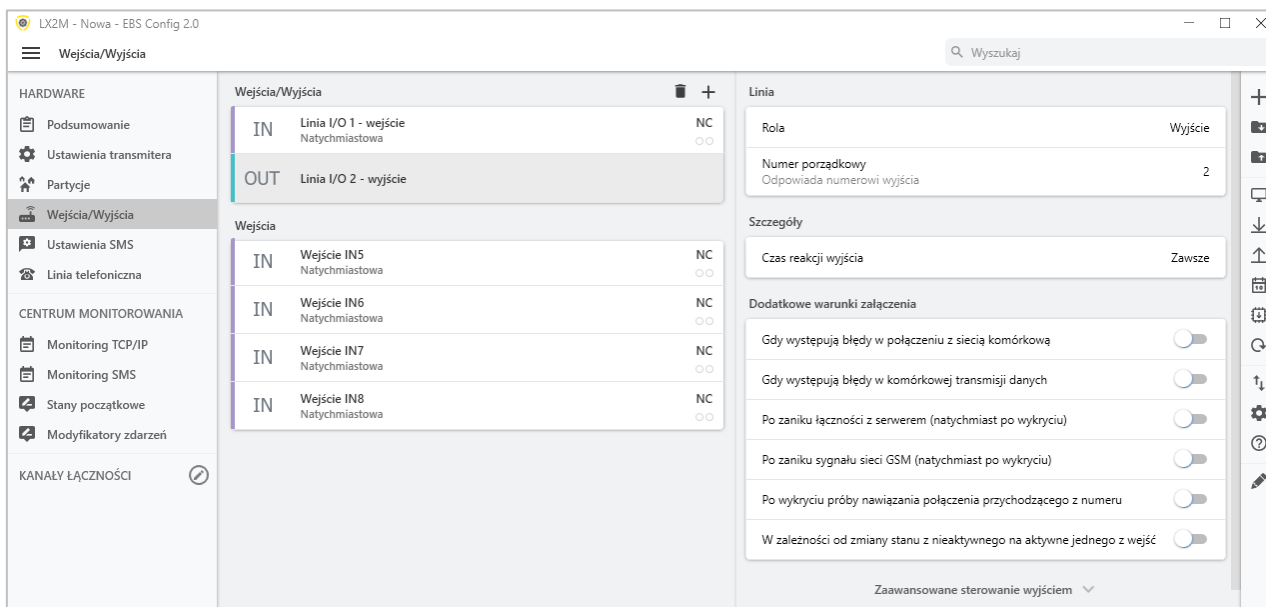 LX2M - Nowa - EBS Config 2.0
Wejścia/Wyjścia
Wyszukaj
HARDWARE
Podsumowanie
Ustawienia transmitera
Partycje
Wejścia/Wyjścia
Ustawienia SMS
Linia telefoniczna
CENTRUM MONITOROWANIA
Monitoring TCP/IP
Monitoring SMS
Stany początkowe
Modyfikatory zdarzeń
KANAŁY ŁĄCZNOŚCI
Wejścia/Wyjścia
IN Linia I/O 1 - wejście NC
Natychmiastowa
OUT Linia I/O 2 - wyjście
Wejścia
IN Wejście IN5 NC
Natychmiastowa
IN Wejście IN6 NC
Natychmiastowa
IN Wejście IN7 NC
Natychmiastowa
IN Wejście IN8 NC
Natychmiastowa
Linia
Rola Wyjście
Numer porządkowy 2
Odpowiada numerowi wyjścia
Szczegóły
Czas reakcji wyjścia Zawsze
Dodatkowe warunki załączenia
Gdy występują błędy w połączeniu z siecią komórkową
Gdy występują błędy w komórkowej transmisji danych
Po zaniku łączności z serwerem (natychmiast po wykryciu)
Po zaniku sygnału sieci GSM (natychmiast po wykryciu)
Po wykryciu próby nawiązania połączenia przychodzącego z numeru
W zależności od zmiany stanu z nieaktywnego na aktywne jednego z wejść
Zaawansowane sterowanie wyjściem